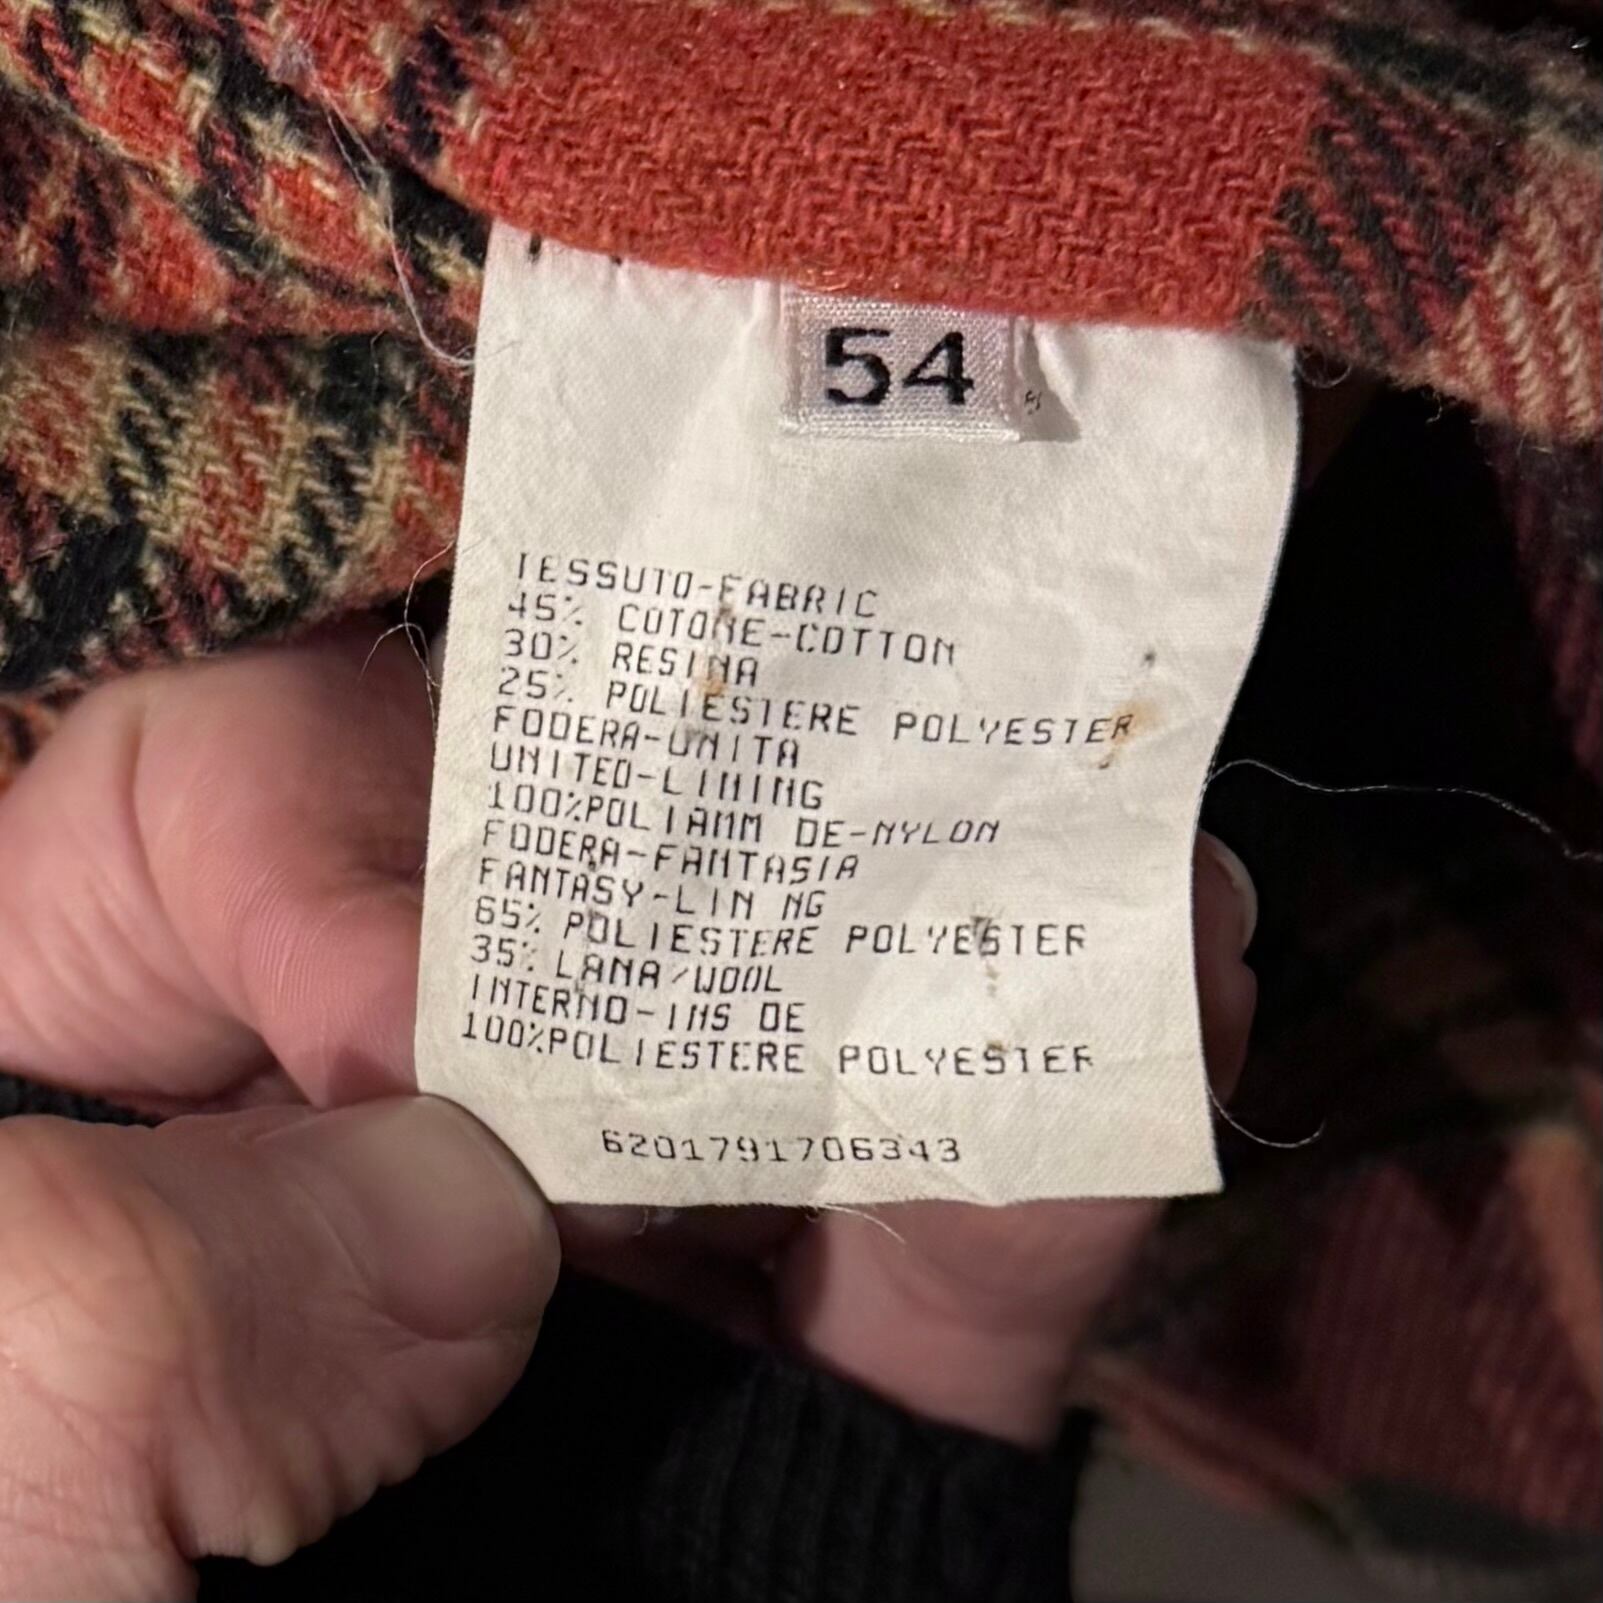 54
TESSUTO-FABRIC
45% COTONE-COTTON
30% RESINA
25% POLIESTERE POLYESTER
FODERA-UNITA
UNITED-LINING
100%POLIAMM DE-NYLON
FODERA-FANTASIA
FANTASY-LIN NG
65% POLIESTERE POLYESTER
35% LANA/WOOL
INTERNO-INS DE
100%POLIESTERE POLYESTER
6201791706343